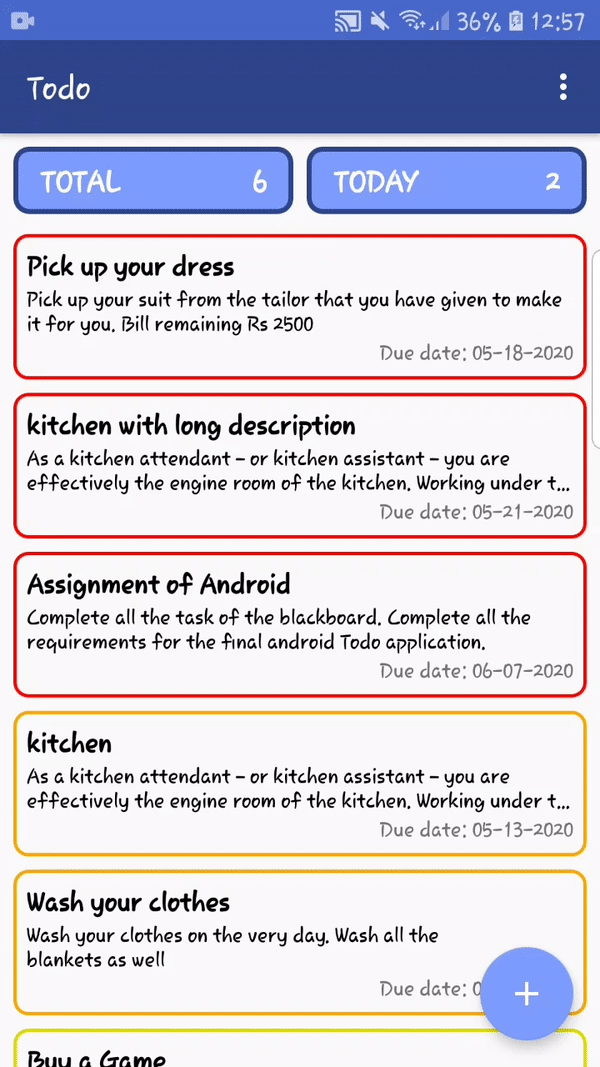 36% 12:57
Todo
TOTAL 6
TODAY 2
Pick up your dress
Pick up your suit from the tailor that you have given to make
it for you. Bill remaining Rs 2500
Due date: 05-18-2020
kitchen with long description
As a kitchen attendant – or kitchen assistant – you are
effectively the engine room of the kitchen. Working under t...
Due date: 05-21-2020
Assignment of Android
Complete all the task of the blackboard. Complete all the
requirements for the final android Todo application.
Due date: 06-07-2020
kitchen
As a kitchen attendant – or kitchen assistant – you are
effectively the engine room of the kitchen. Working under t...
Due date: 05-13-2020
Wash your clothes
Wash your clothes on the very day. Wash all the
blankets as well
Due date: 0
Buy a Game